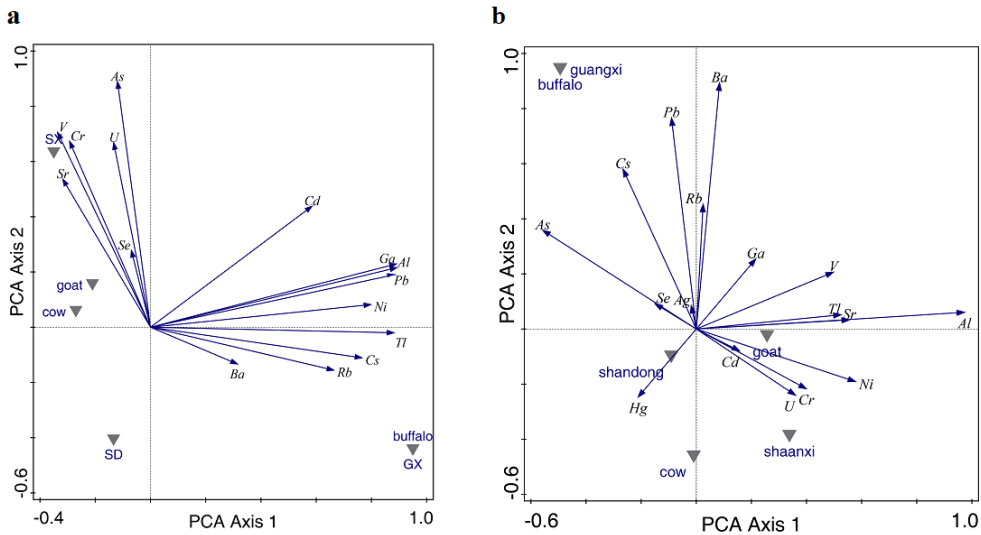 a
1.0
As
V
SX
Cr
U
Sr
Cd
Se
Ga
Al
goat
Pb
cow
Ni
Tl
Cs
Ba
Rb
buffalo
SD
GX
-0.6
-0.4
1.0
PCA Axis 1
PCA Axis 2
b
1.0
guangxi
buffalo
Ba
Pb
Cs
Rb
As
Ga
V
Se
Ag
Tl
Sr
Al
goat
Cd
shandong
Ni
Hg
U
Cr
shaanxi
cow
-0.6
-0.6
1.0
PCA Axis 1
PCA Axis 2